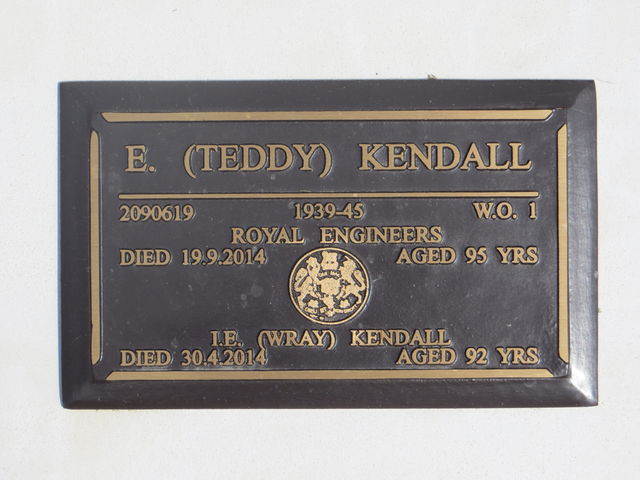 E. (TEDDY) KENDALL
2090619 1939-45 W.O. 1
ROYAL ENGINEERS
DIED 19.9.2014 AGED 95 YRS
I.E. (WRAY) KENDALL
DIED 30.4.2014 AGED 92 YRS